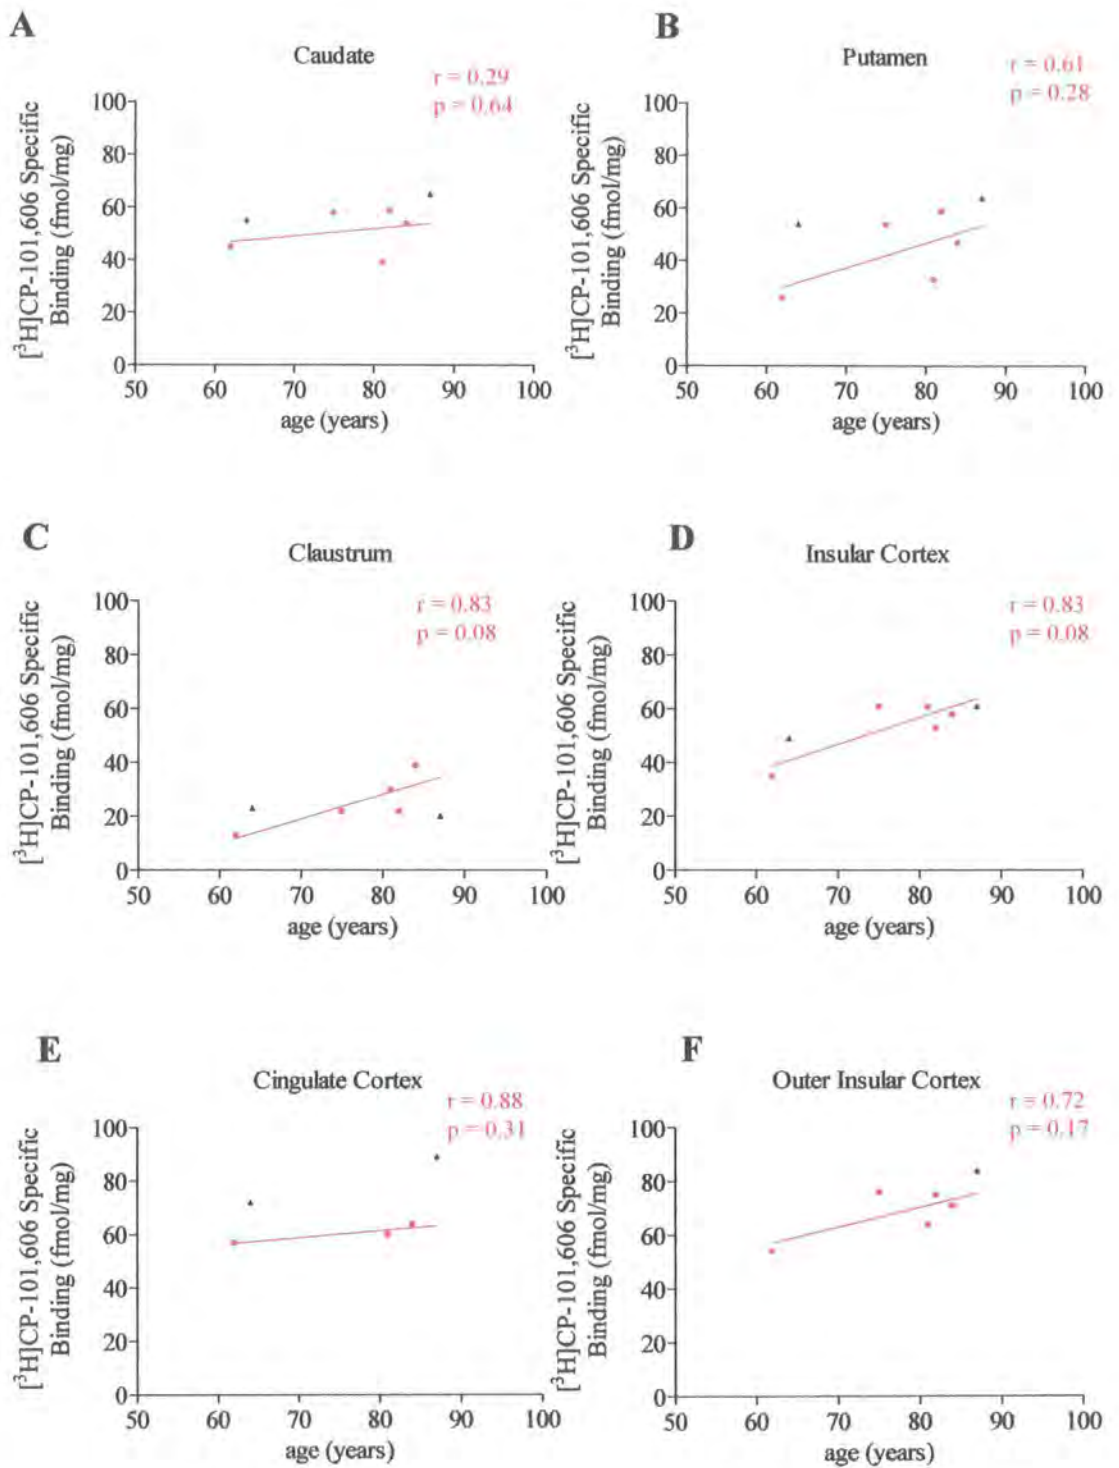 A
Caudate
r = 0.29
p = 0.64
[³H]CP-101,606 Specific
Binding (fmol/mg)
100
80
60
40
20
0
50 60 70 80 90 100
age (years)
B
Putamen
r = 0.61
p = 0.28
[³H]CP-101,606 Specific
Binding (fmol/mg)
100
80
60
40
20
0
50 60 70 80 90 100
age (years)
C
Claustrum
r = 0.83
p = 0.08
[³H]CP-101,606 Specific
Binding (fmol/mg)
100
80
60
40
20
0
50 60 70 80 90 100
age (years)
D
Insular Cortex
r = 0.83
p = 0.08
[³H]CP-101,606 Specific
Binding (fmol/mg)
100
80
60
40
20
0
50 60 70 80 90 100
age (years)
E
Cingulate Cortex
r = 0.88
p = 0.31
[³H]CP-101,606 Specific
Binding (fmol/mg)
100
80
60
40
20
0
50 60 70 80 90 100
age (years)
F
Outer Insular Cortex
r = 0.72
p = 0.17
[³H]CP-101,606 Specific
Binding (fmol/mg)
100
80
60
40
20
0
50 60 70 80 90 100
age (years)